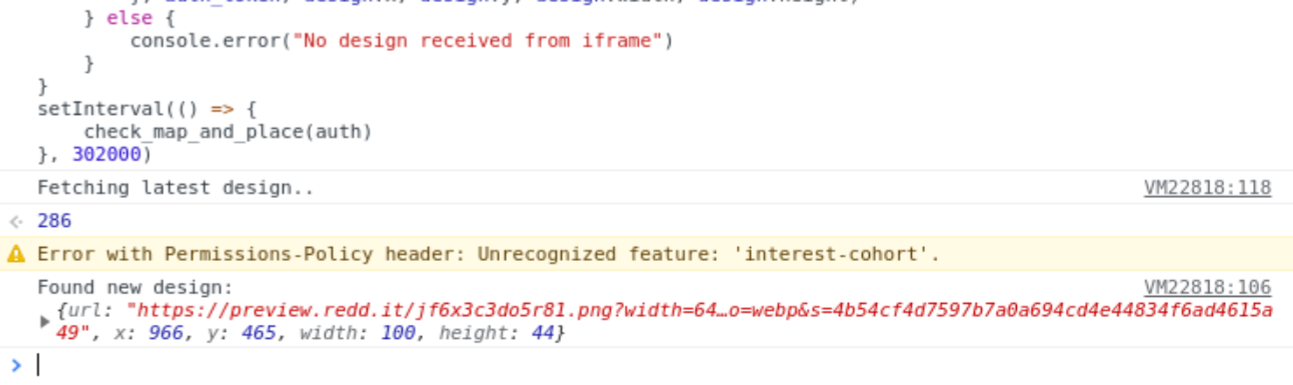 } else {
        console.error("No design received from iframe")
    }
}
setInterval(() => {
    check_map_and_place(auth)
}, 302000)
Fetching latest design.. VM22818:118
286
Error with Permissions-Policy header: Unrecognized feature: 'interest-cohort'.
Found new design: VM22818:106
{url: "https://preview.redd.it/jf6x3c3do5r81.png?width=64…o=webp&s=4b54cf4d7597b7a0a694cd4e44834f6ad4615a
49", x: 966, y: 465, width: 100, height: 44}